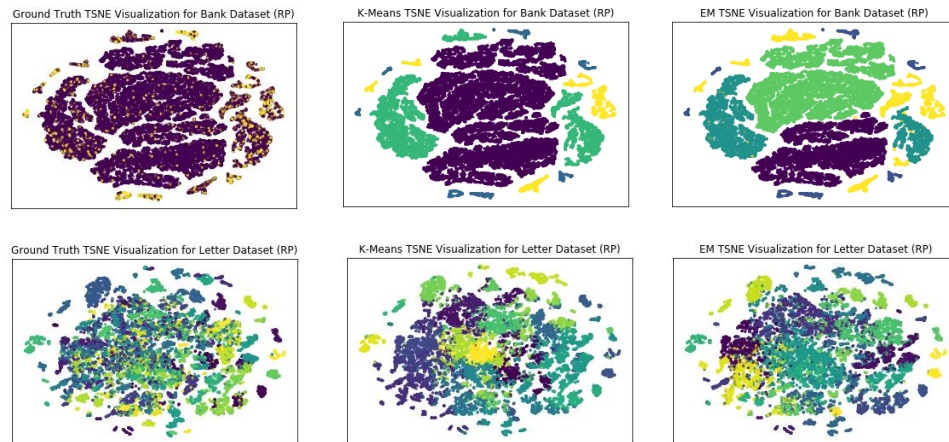 Ground Truth TSNE Visualization for Bank Dataset (RP)
K-Means TSNE Visualization for Bank Dataset (RP)
EM TSNE Visualization for Bank Dataset (RP)
Ground Truth TSNE Visualization for Letter Dataset (RP)
K-Means TSNE Visualization for Letter Dataset (RP)
EM TSNE Visualization for Letter Dataset (RP)